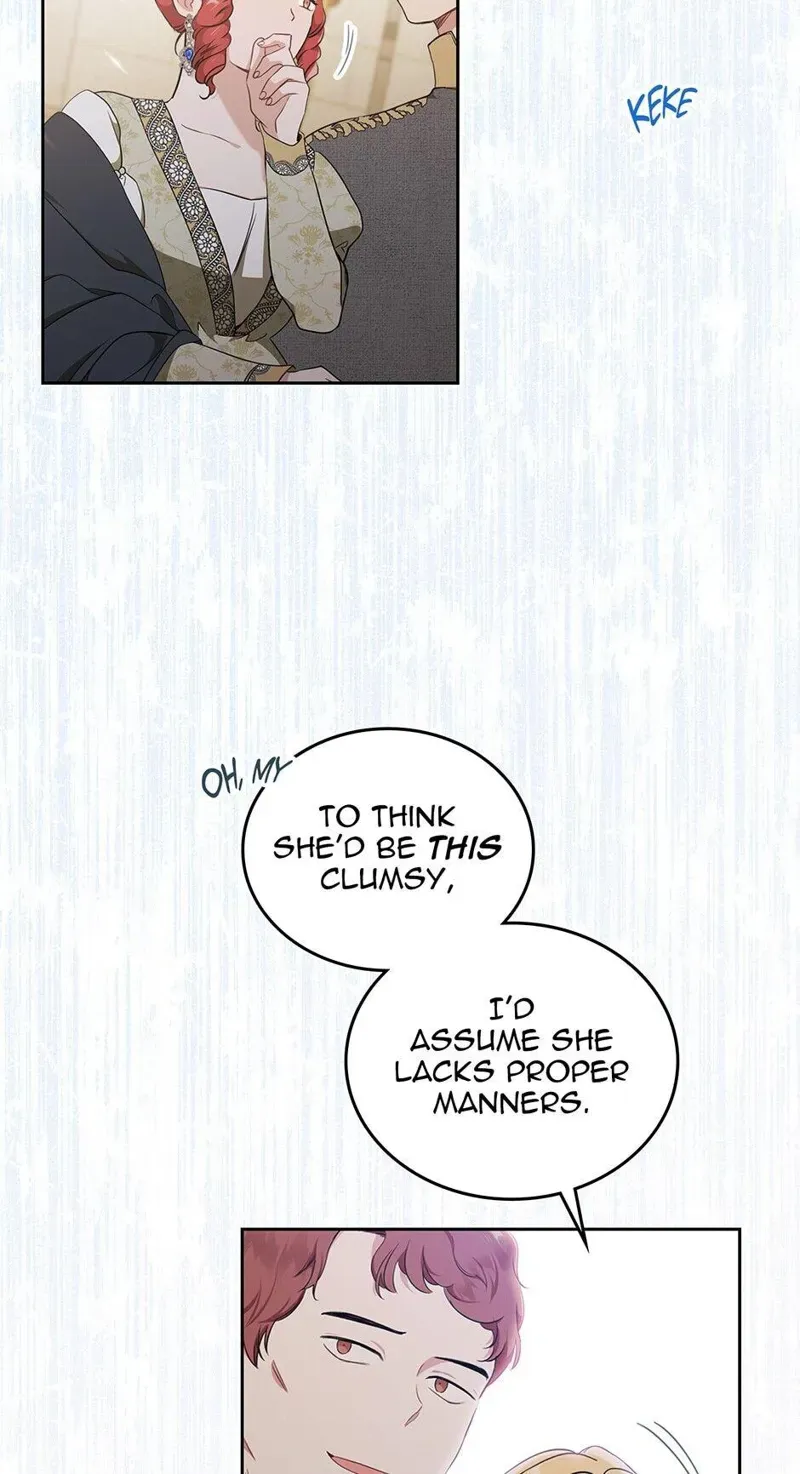 KEKE
OH, MY
TO THINK
SHE'D BE THIS
CLUMSY,
I'D
ASSUME SHE
LACKS PROPER
MANNERS.